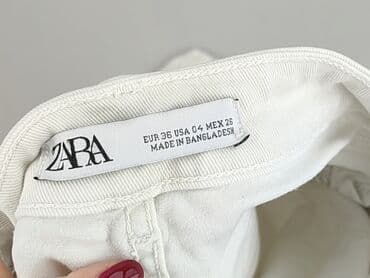 ZARA
EUR 36 USA 04 MEX 26
MADE IN BANGLADESH